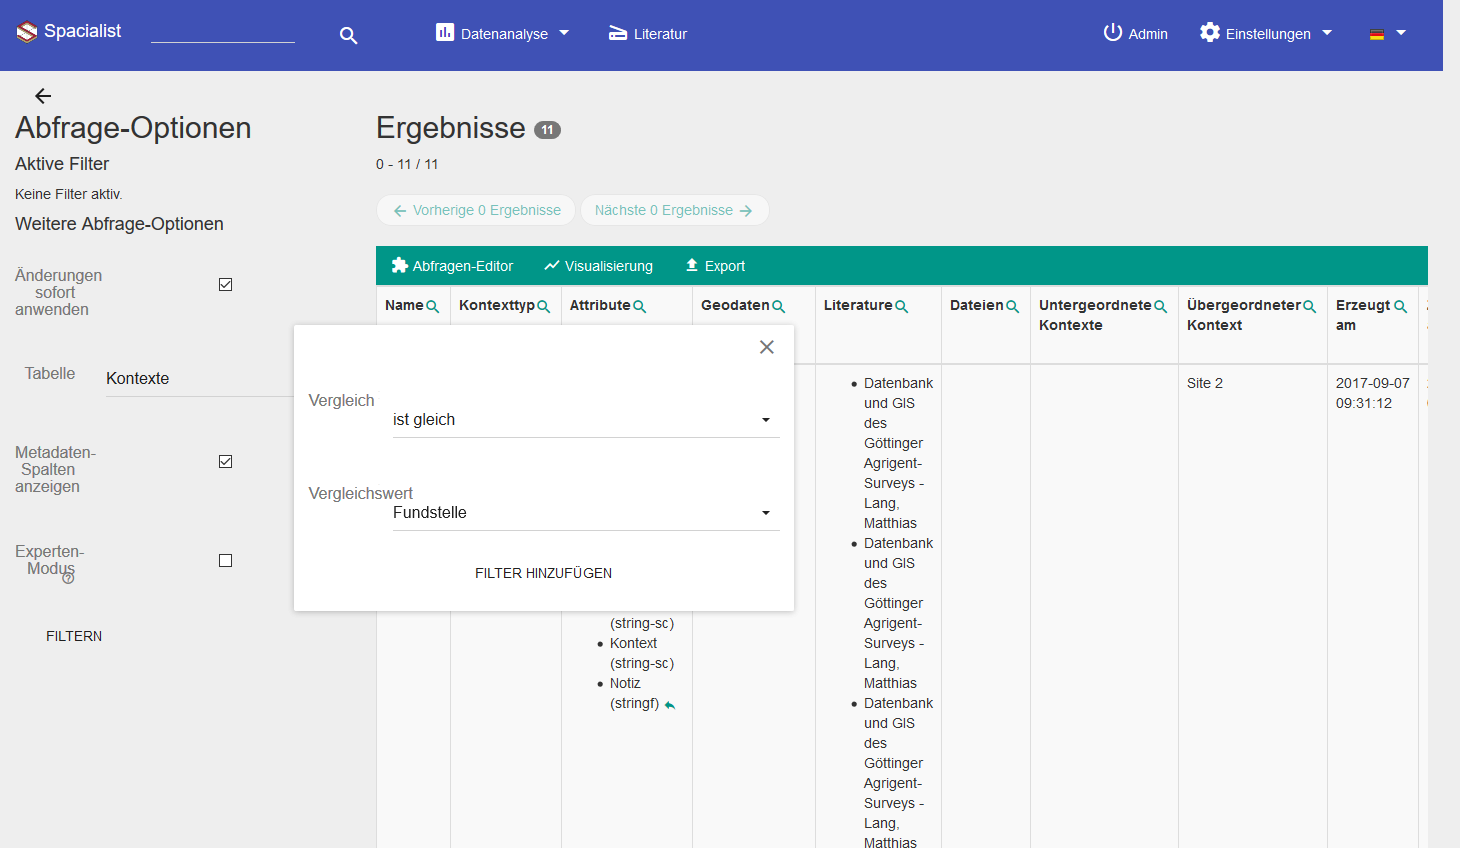 Spacialist
Datenanalyse
Literatur
Admin
Einstellungen
Abfrage-Optionen
Aktive Filter
Keine Filter aktiv.
Weitere Abfrage-Optionen
Änderungen
sofort
anwenden
Tabelle
Kontexte
Metadaten-
Spalten
anzeigen
Experten-
Modus
FILTERN
Ergebnisse 11
0 - 11 / 11
Vorherige 0 Ergebnisse
Nächste 0 Ergebnisse
Abfragen-Editor
Visualisierung
Export
Name
Kontexttyp
Attribute
Geodaten
Literature
Dateien
Untergeordnete
Kontexte
Übergeordneter
Kontext
Erzeugt
am
Vergleich
ist gleich
Vergleichswert
Fundstelle
FILTER HINZUFÜGEN
(string-sc)
Kontext
(string-sc)
Notiz
(stringf)
Datenbank
und GIS
des
Göttinger
Agrigent-
Surveys -
Lang,
Matthias
Datenbank
und GIS
des
Göttinger
Agrigent-
Surveys -
Lang,
Matthias
Datenbank
und GIS
des
Göttinger
Agrigent-
Surveys -
Lang,
Matthias
Site 2
2017-09-07
09:31:12